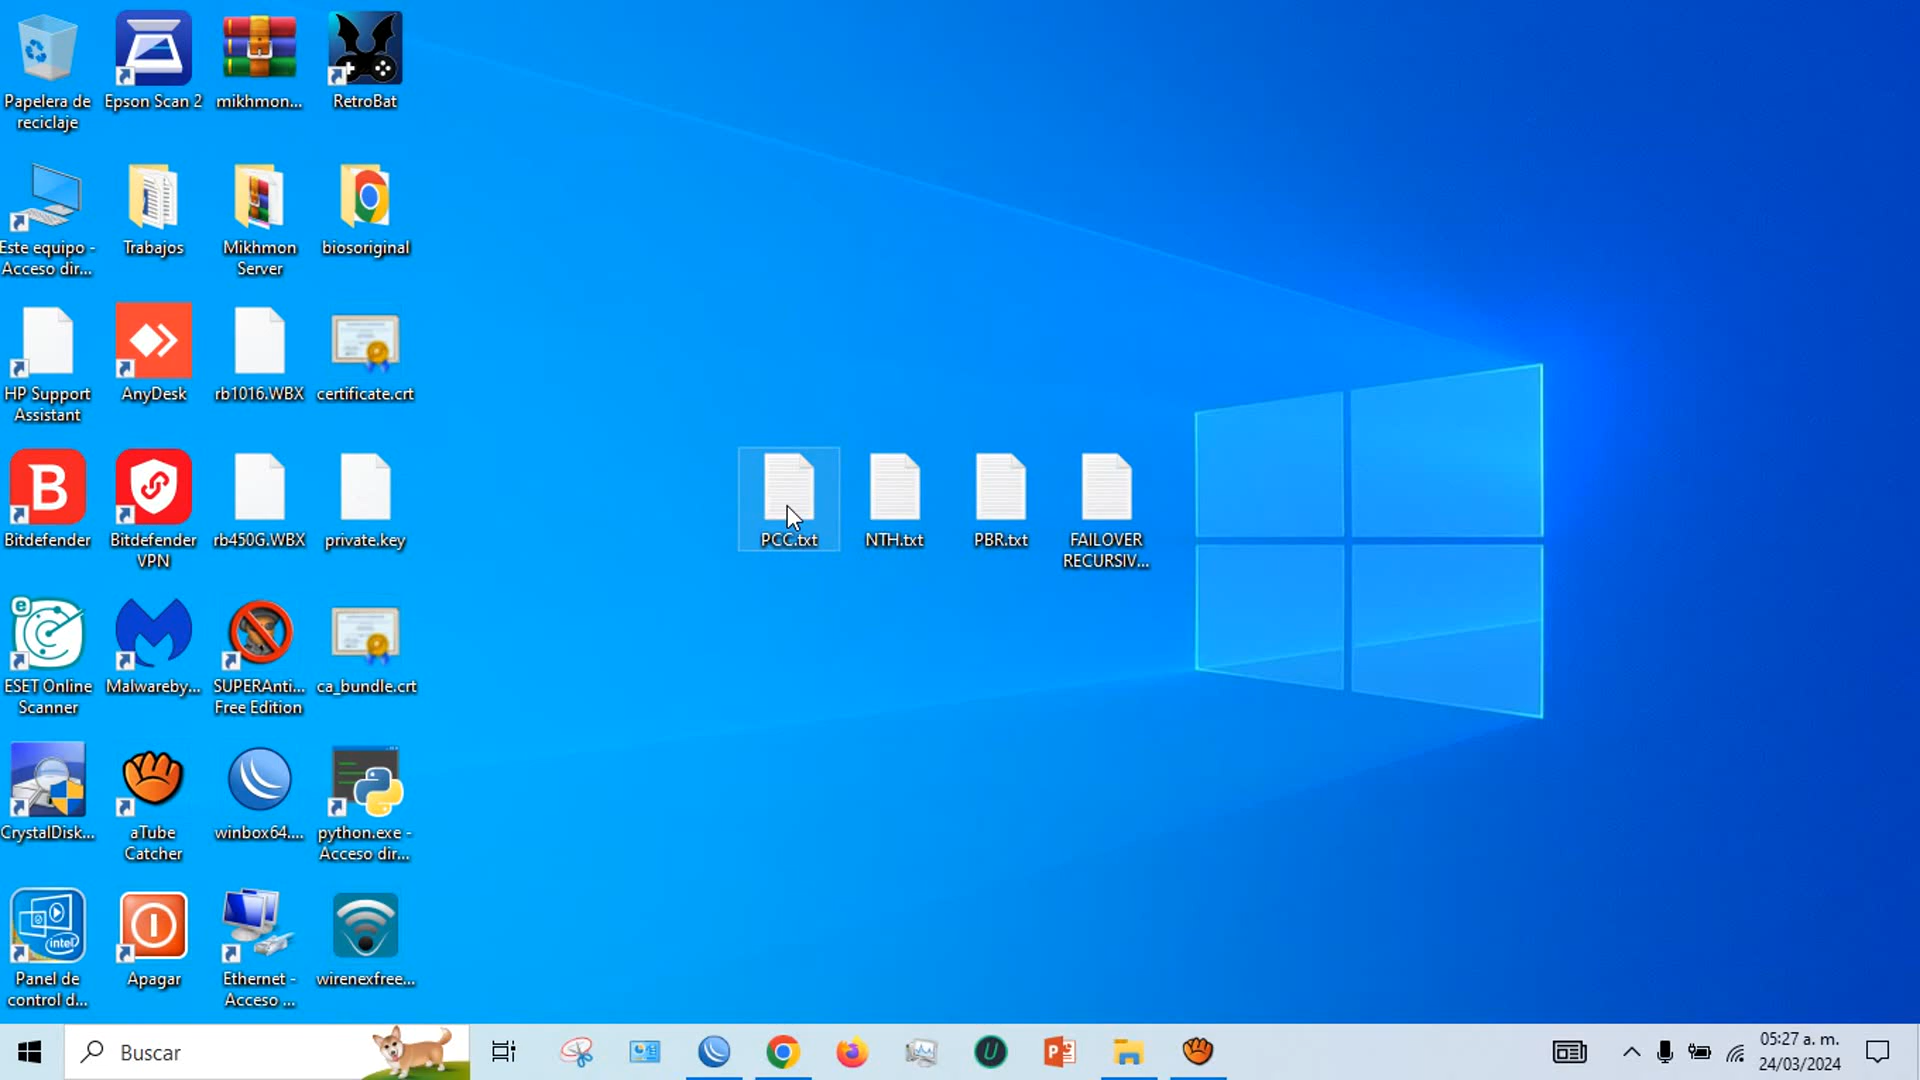 Papelera de
reciclaje
Epson Scan 2
mikhmon...
RetroBat
Este equipo -
Acceso dir...
Trabajos
Mikhmon
Server
biosoriginal
HP Support
Assistant
AnyDesk
rb1016.WBX
certificate.crt
Bitdefender
Bitdefender
VPN
rb450G.WBX
private.key
PCC.txt
NTH.txt
PBR.txt
FAILOVER
RECURSIV...
ESET Online
Scanner
Malwareby...
SUPERAnti...
Free Edition
ca_bundle.crt
CrystalDisk...
aTube
Catcher
winbox64....
python.exe -
Acceso dir...
intel
Panel de
control d...
Apagar
Ethernet -
Acceso ...
wirenexfree...
Buscar
05:27 a. m.
24/03/2024